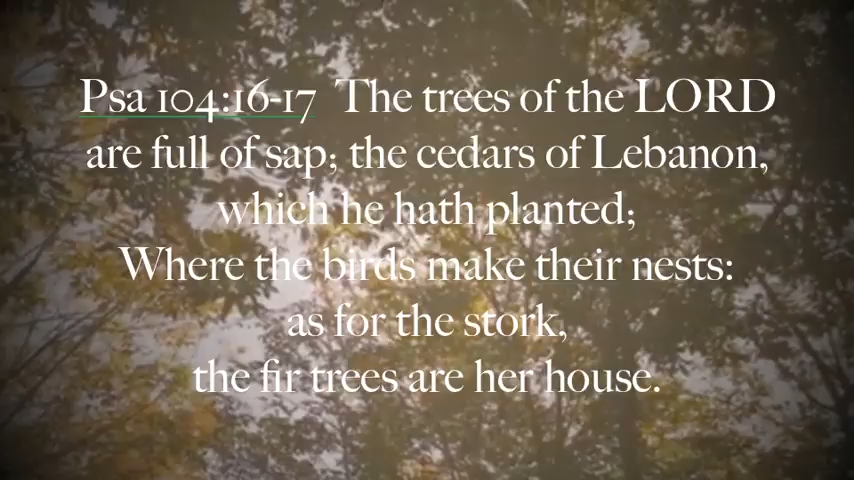 Psa 104:16-17 The trees of the LORD
are full of sap; the cedars of Lebanon,
which he hath planted;
Where the birds make their nests:
as for the stork,
the fir trees are her house.